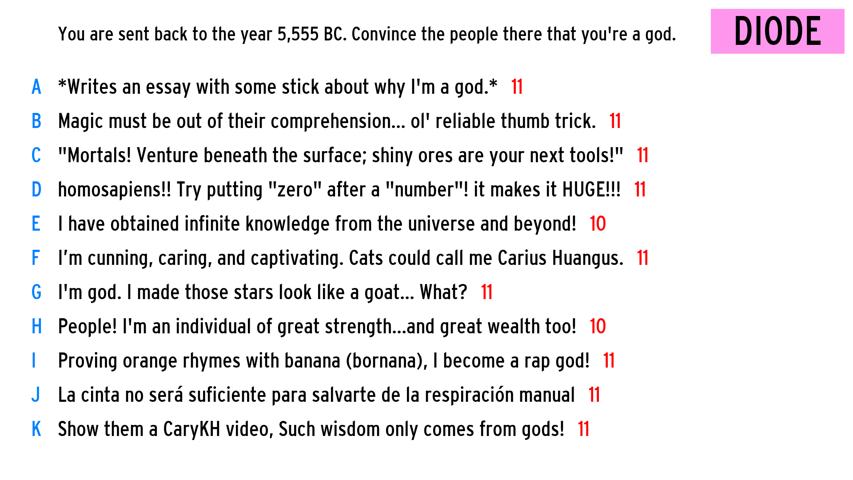 You are sent back to the year 5,555 BC. Convince the people there that you're a god.
DIODE
A *Writes an essay with some stick about why I'm a god.* 11
B Magic must be out of their comprehension... ol' reliable thumb trick. 11
C "Mortals! Venture beneath the surface; shiny ores are your next tools!" 11
D homosapiens!! Try putting "zero" after a "number"! it makes it HUGE!!! 11
E I have obtained infinite knowledge from the universe and beyond! 10
F I’m cunning, caring, and captivating. Cats could call me Carius Huangus. 11
G I'm god. I made those stars look like a goat... What? 11
H People! I'm an individual of great strength...and great wealth too! 10
I Proving orange rhymes with banana (bornana), I become a rap god! 11
J La cinta no será suficiente para salvarte de la respiración manual 11
K Show them a CaryKH video, Such wisdom only comes from gods! 11